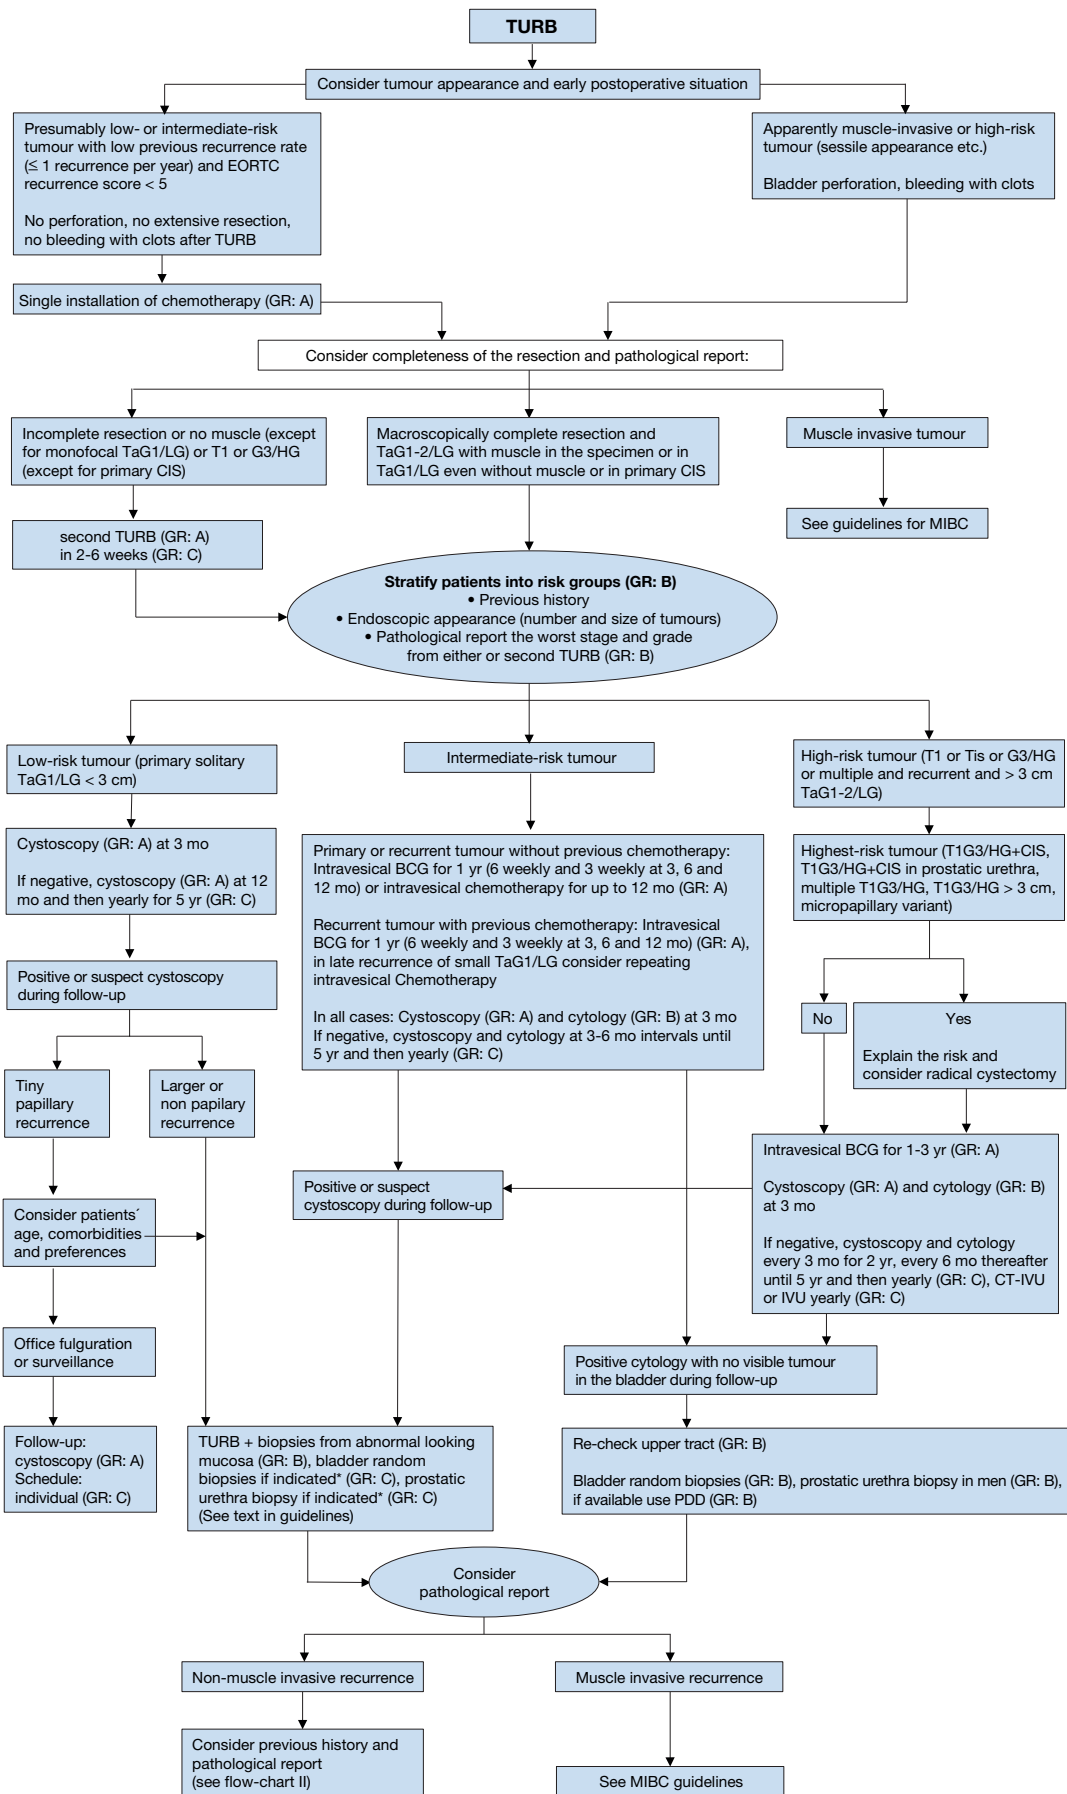 TURB
Consider tumour appearance and early postoperative situation
Presumably low- or intermediate-risk
tumour with low previous recurrence rate
(≤ 1 recurrence per year) and EORTC
recurrence score < 5
No perforation, no extensive resection,
no bleeding with clots after TURB
Apparently muscle-invasive or high-risk
tumour (sessile appearance etc.)
Bladder perforation, bleeding with clots
Single installation of chemotherapy (GR: A)
Consider completeness of the resection and pathological report:
Incomplete resection or no muscle (except
for monofocal TaG1/LG) or T1 or G3/HG
(except for primary CIS)
Macroscopically complete resection and
TaG1-2/LG with muscle in the specimen or in
TaG1/LG even without muscle or in primary CIS
Muscle invasive tumour
second TURB (GR: A)
in 2-6 weeks (GR: C)
See guidelines for MIBC
Stratify patients into risk groups (GR: B)
• Previous history
• Endoscopic appearance (number and size of tumours)
• Pathological report the worst stage and grade
from either or second TURB (GR: B)
Low-risk tumour (primary solitary
TaG1/LG < 3 cm)
Intermediate-risk tumour
High-risk tumour (T1 or Tis or G3/HG
or multiple and recurrent and > 3 cm
TaG1-2/LG)
Cystoscopy (GR: A) at 3 mo
If negative, cystoscopy (GR: A) at 12
mo and then yearly for 5 yr (GR: C)
Primary or recurrent tumour without previous chemotherapy:
Intravesical BCG for 1 yr (6 weekly and 3 weekly at 3, 6 and
12 mo) or intravesical chemotherapy for up to 12 mo (GR: A)
Recurrent tumour with previous chemotherapy: Intravesical
BCG for 1 yr (6 weekly and 3 weekly at 3, 6 and 12 mo) (GR: A),
in late recurrence of small TaG1/LG consider repeating
intravesical Chemotherapy
In all cases: Cystoscopy (GR: A) and cytology (GR: B) at 3 mo
If negative, cystoscopy and cytology at 3-6 mo intervals until
5 yr and then yearly (GR: C)
Highest-risk tumour (T1G3/HG+CIS,
T1G3/HG+CIS in prostatic urethra,
multiple T1G3/HG, T1G3/HG > 3 cm,
micropapillary variant)
Positive or suspect cystoscopy
during follow-up
No
Yes
Explain the risk and
consider radical cystectomy
Tiny
papillary
recurrence
Larger or
non papilary
recurrence
Intravesical BCG for 1-3 yr (GR: A)
Cystoscopy (GR: A) and cytology (GR: B)
at 3 mo
If negative, cystoscopy and cytology
every 3 mo for 2 yr, every 6 mo thereafter
until 5 yr and then yearly (GR: C), CT-IVU
or IVU yearly (GR: C)
Positive or suspect
cystoscopy during follow-up
Consider patients´
age, comorbidities
and preferences
Office fulguration
or surveillance
Positive cytology with no visible tumour
in the bladder during follow-up
Follow-up:
cystoscopy (GR: A)
Schedule:
individual (GR: C)
TURB + biopsies from abnormal looking
mucosa (GR: B), bladder random
biopsies if indicated* (GR: C), prostatic
urethra biopsy if indicated* (GR: C)
(See text in guidelines)
Re-check upper tract (GR: B)
Bladder random biopsies (GR: B), prostatic urethra biopsy in men (GR: B),
if available use PDD (GR: B)
Consider
pathological report
Non-muscle invasive recurrence
Muscle invasive recurrence
Consider previous history and
pathological report
(see flow-chart II)
See MIBC guidelines